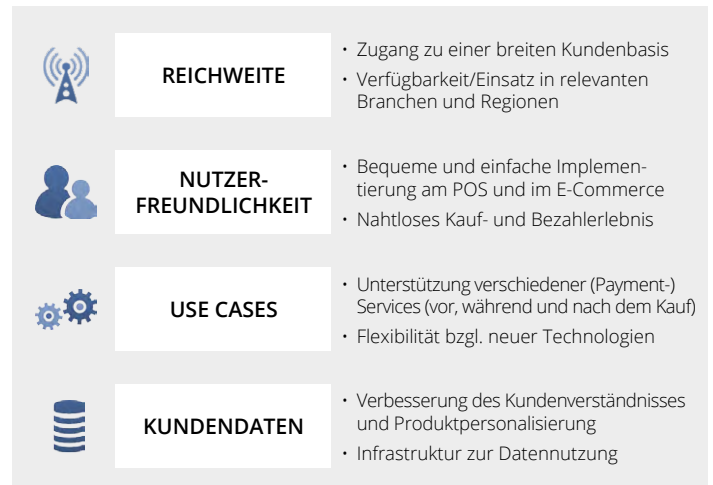 REICHWEITE
· Zugang zu einer breiten Kundenbasis
· Verfügbarkeit/Einsatz in relevanten
Branchen und Regionen
NUTZER-
FREUNDLICHKEIT
· Bequeme und einfache Implemen-
tierung am POS und im E-Commerce
· Nahtloses Kauf- und Bezahlerlebnis
USE CASES
· Unterstützung verschiedener (Payment-)
Services (vor, während und nach dem Kauf)
· Flexibilität bzgl. neuer Technologien
KUNDENDATEN
· Verbesserung des Kundenverständnisses
und Produktpersonalisierung
· Infrastruktur zur Datennutzung